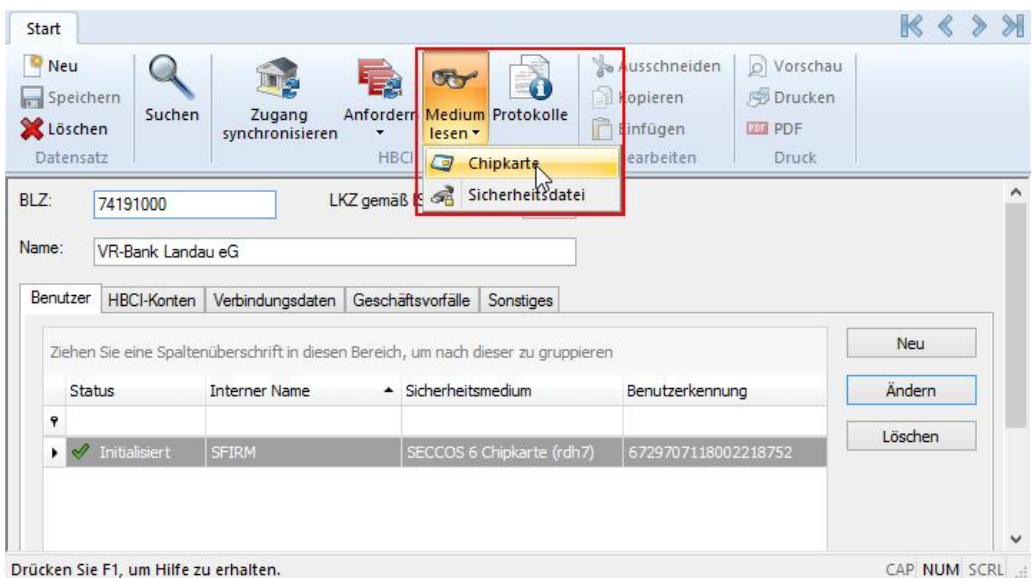 Start
Neu
Speichern
Löschen
Datensatz
Suchen
Zugang
synchronisieren
Anfordern
HBCI
Medium
lesen
Protokolle
Chipkarte
Sicherheitsdatei
Ausschneiden
Kopieren
Einfügen
Bearbeiten
Vorschau
Drucken
PDF PDF
Druck
BLZ: 74191000 LKZ gemäß
Name: VR-Bank Landau eG
Benutzer HBCI-Konten Verbindungsdaten Geschäftsvorfälle Sonstiges
Ziehen Sie eine Spaltenüberschrift in diesen Bereich, um nach dieser zu gruppieren
Status Interner Name Sicherheitsmedium Benutzerkennung
Initialisiert SFIRM SECCOS 6 Chipkarte (rdh7) 6729707118002218752
Neu
Ändern
Löschen
Drücken Sie F1, um Hilfe zu erhalten. CAP NUM SCRL